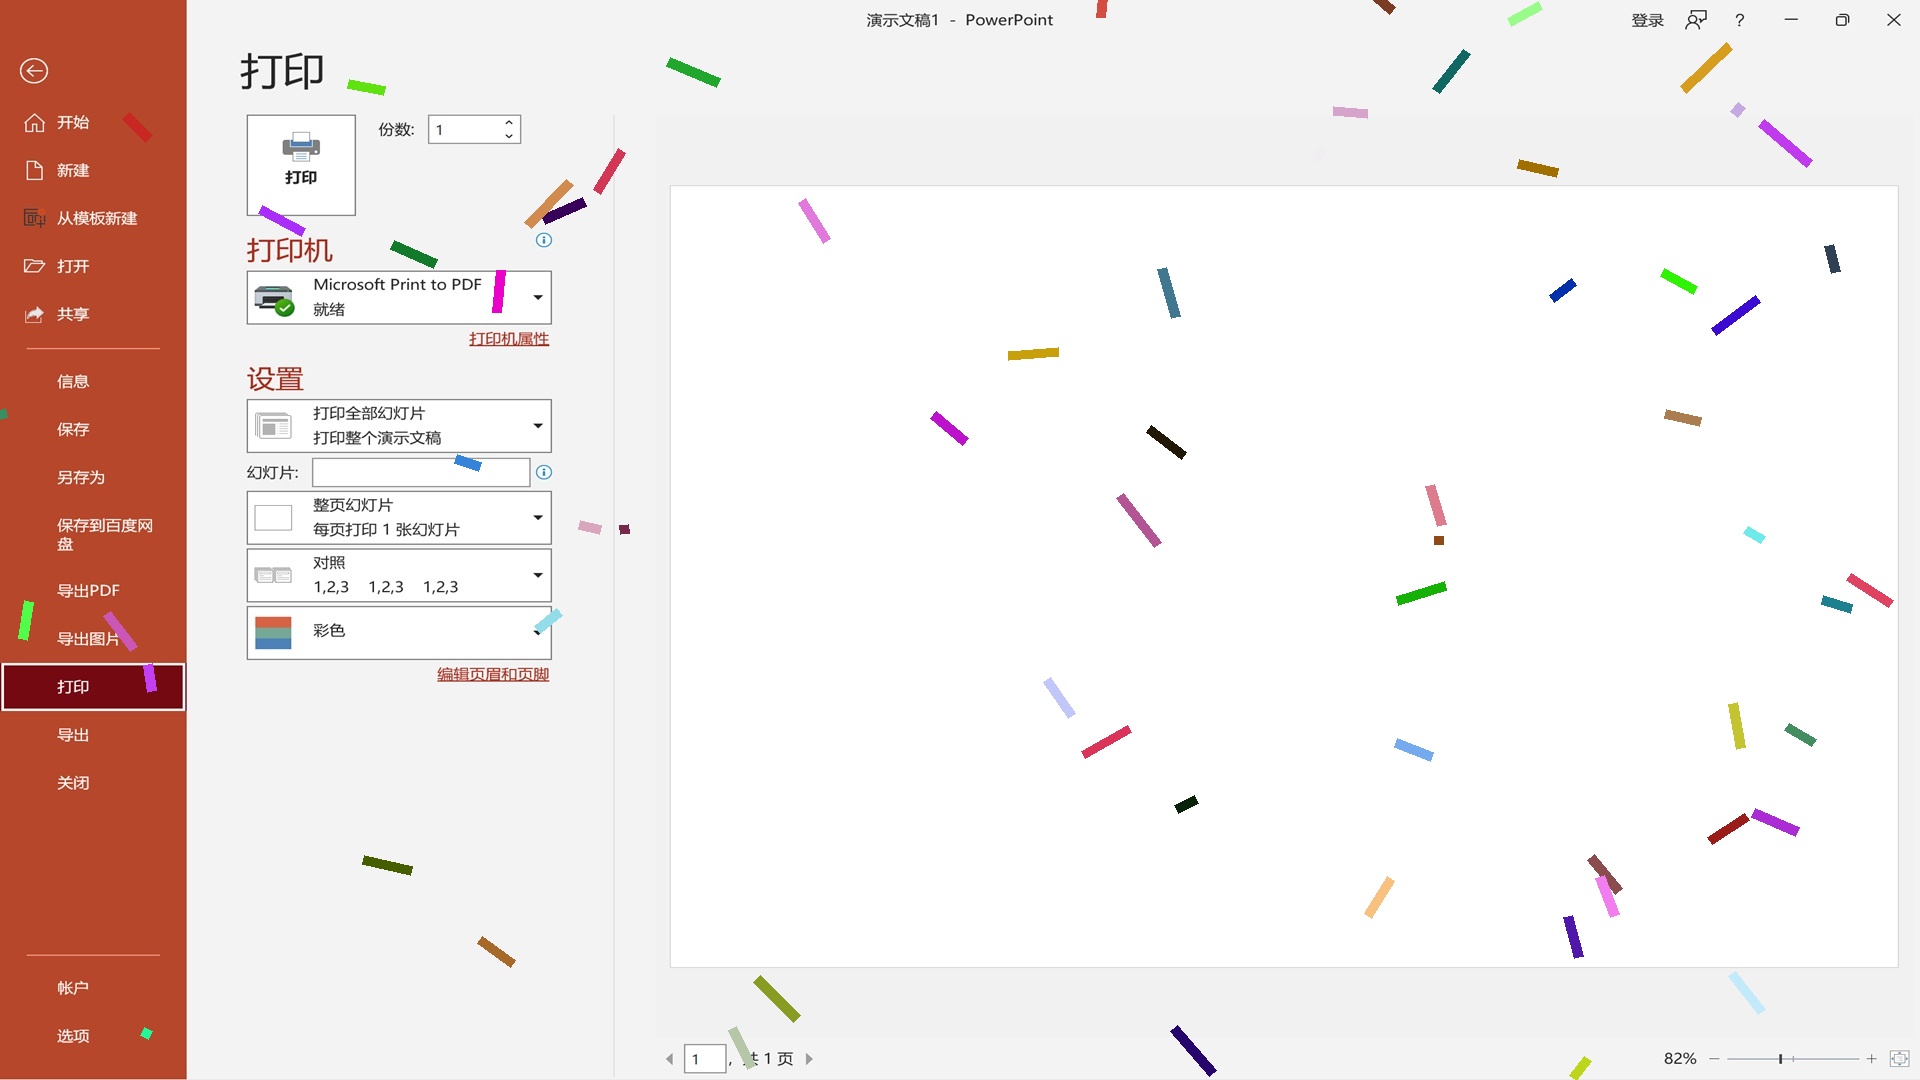 演示文稿1 - PowerPoint
登录
开始
新建
从模板新建
打开
共享
信息
保存
另存为
保存到百度网
盘
导出PDF
导出图片
打印
导出
关闭
帐户
选项
打印
打印
份数:
1
打印机
Microsoft Print to PDF
就绪
打印机属性
设置
打印全部幻灯片
打印整个演示文稿
幻灯片:
整页幻灯片
每页打印 1 张幻灯片
对照
1,2,3 1,2,3 1,2,3
彩色
编辑页眉和页脚
1 , 共 1 页
82%